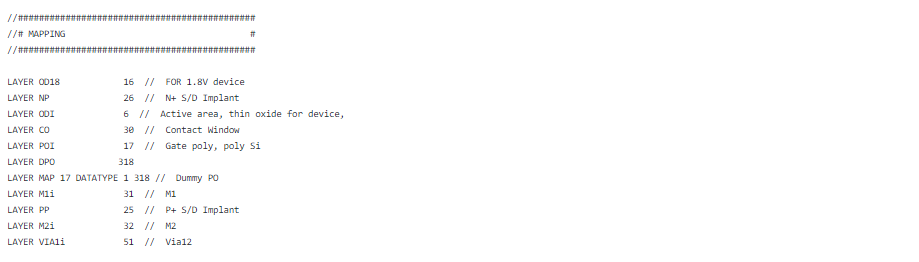 //#############################################
//# MAPPING #
//#############################################
LAYER OD18 16 // FOR 1.8V device
LAYER NP 26 // N+ S/D Implant
LAYER ODI 6 // Active area, thin oxide for device,
LAYER CO 30 // Contact Window
LAYER POI 17 // Gate poly, poly Si
LAYER DPO 318
LAYER MAP 17 DATATYPE 1 318 // Dummy PO
LAYER M1i 31 // M1
LAYER PP 25 // P+ S/D Implant
LAYER M2i 32 // M2
LAYER VIA1i 51 // Via12